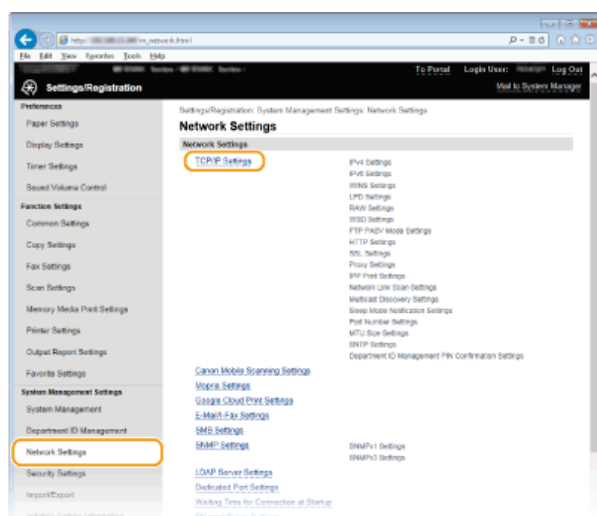 http://
m_network.html
File Edit View Favorites Tools Help
To Portal Login User: Log Out
Settings/Registration
Mail to System Manager
Preferences
Paper Settings
Display Settings
Timer Settings
Sound Volume Control
Function Settings
Common Settings
Copy Settings
Fax Settings
Scan Settings
Memory Media Print Settings
Printer Settings
Output Report Settings
Favorite Settings
System Management Settings
System Management
Department ID Management
Network Settings
Security Settings
Import/Export
Settings/Registration: System Management Settings: Network Settings
Network Settings
Network Settings
TCP/IP Settings
IPv4 Settings
IPv6 Settings
WINS Settings
LPD Settings
RAW Settings
WSD Settings
FTP PASV Mode Settings
HTTP Settings
SSL Settings
Proxy Settings
IPP Print Settings
Network Link Scan Settings
Multicast Discovery Settings
Sleep Mode Notification Settings
Port Number Settings
MTU Size Settings
SNTP Settings
Department ID Management PIN Confirmation Settings
Canon Mobile Scanning Settings
Mopria Settings
Google Cloud Print Settings
E-Mail/I-Fax Settings
SMB Settings
SNMP Settings
SNMPv1 Settings
SNMPv3 Settings
LDAP Server Settings
Dedicated Port Settings
Waiting Time for Connection at Startup